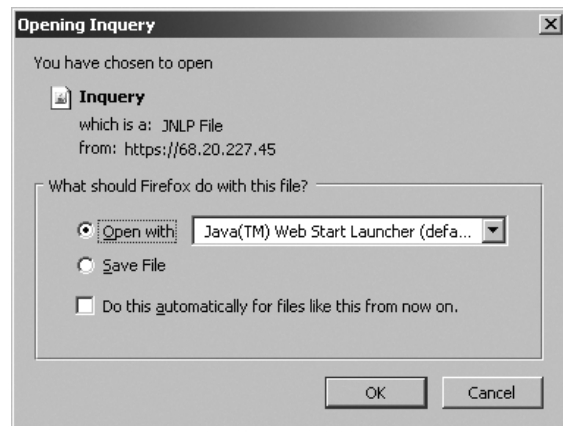 Opening Inquery
You have chosen to open
Inquery
which is a: JNLP File
from: https://68.20.227.45
What should Firefox do with this file?
Open with Java(TM) Web Start Launcher (defa...
Save File
Do this automatically for files like this from now on.
OK Cancel